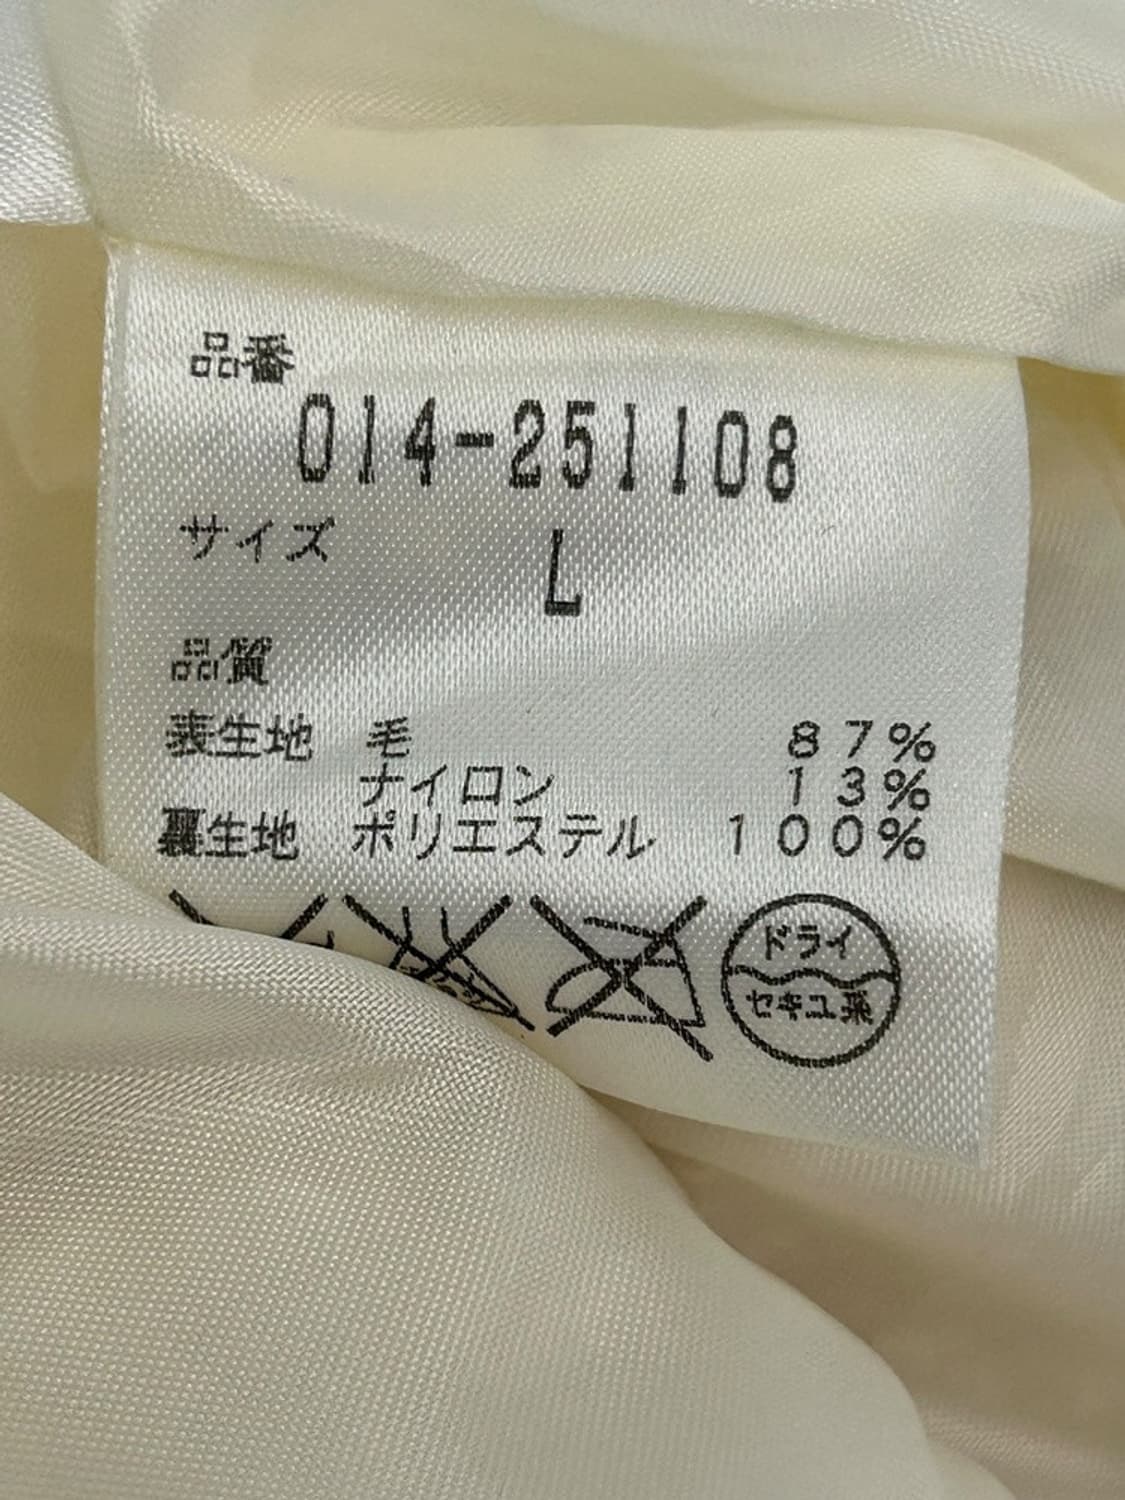 品番
014-251108
サイズ L
品質
表生地 毛 87%
ナイロン 13%
裏生地 ポリエステル 100%
ドライ
セキユ系